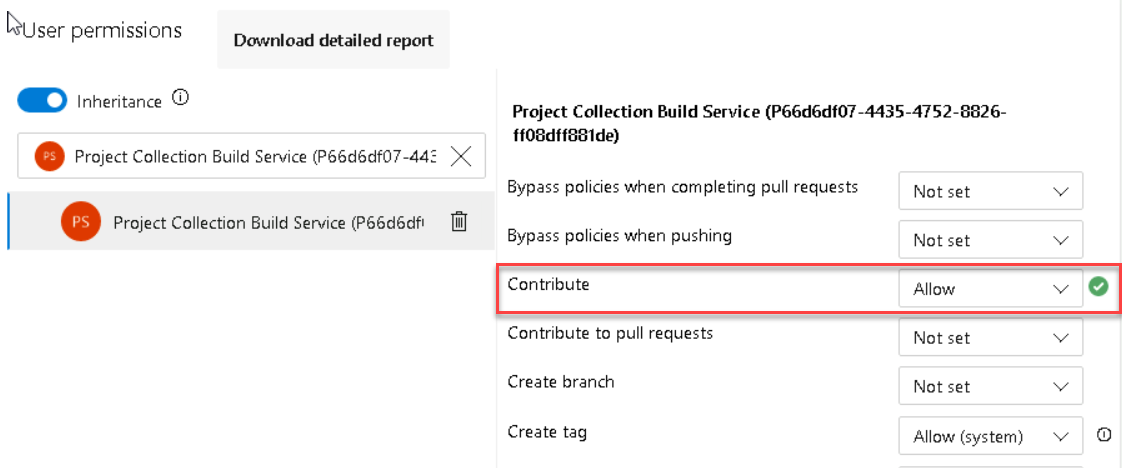 User permissions
Download detailed report
Inheritance
PS
Project Collection Build Service (P66d6df07-443
PS
Project Collection Build Service (P66d6df
Project Collection Build Service (P66d6df07-4435-4752-8826-
ff08dff881de)
Bypass policies when completing pull requests
Not set
Bypass policies when pushing
Not set
Contribute
Allow
Contribute to pull requests
Not set
Create branch
Not set
Create tag
Allow (system)